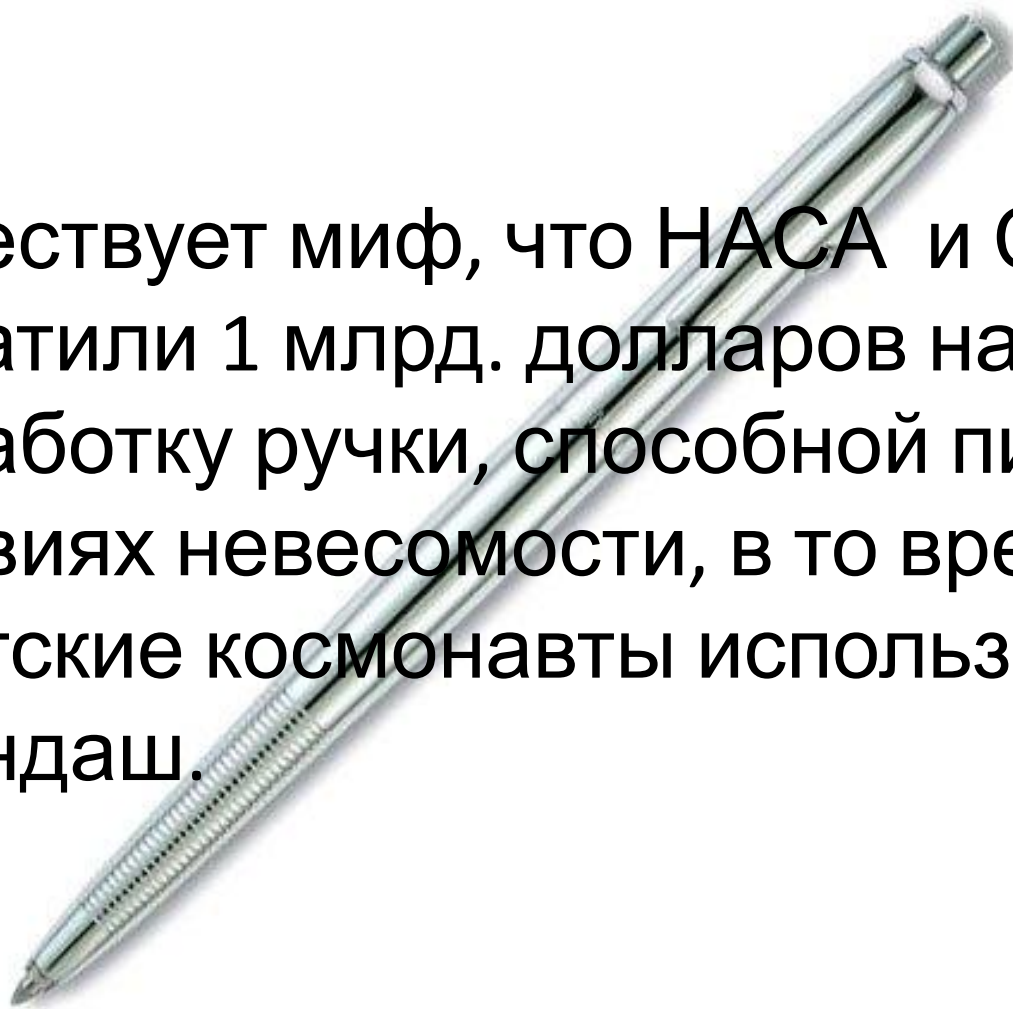 ествует миф, что НАСА и С
атили 1 млрд. долларов на
аботку ручки, способной пи
виях невесомости, в то вре
тские космонавты использ
ндаш.